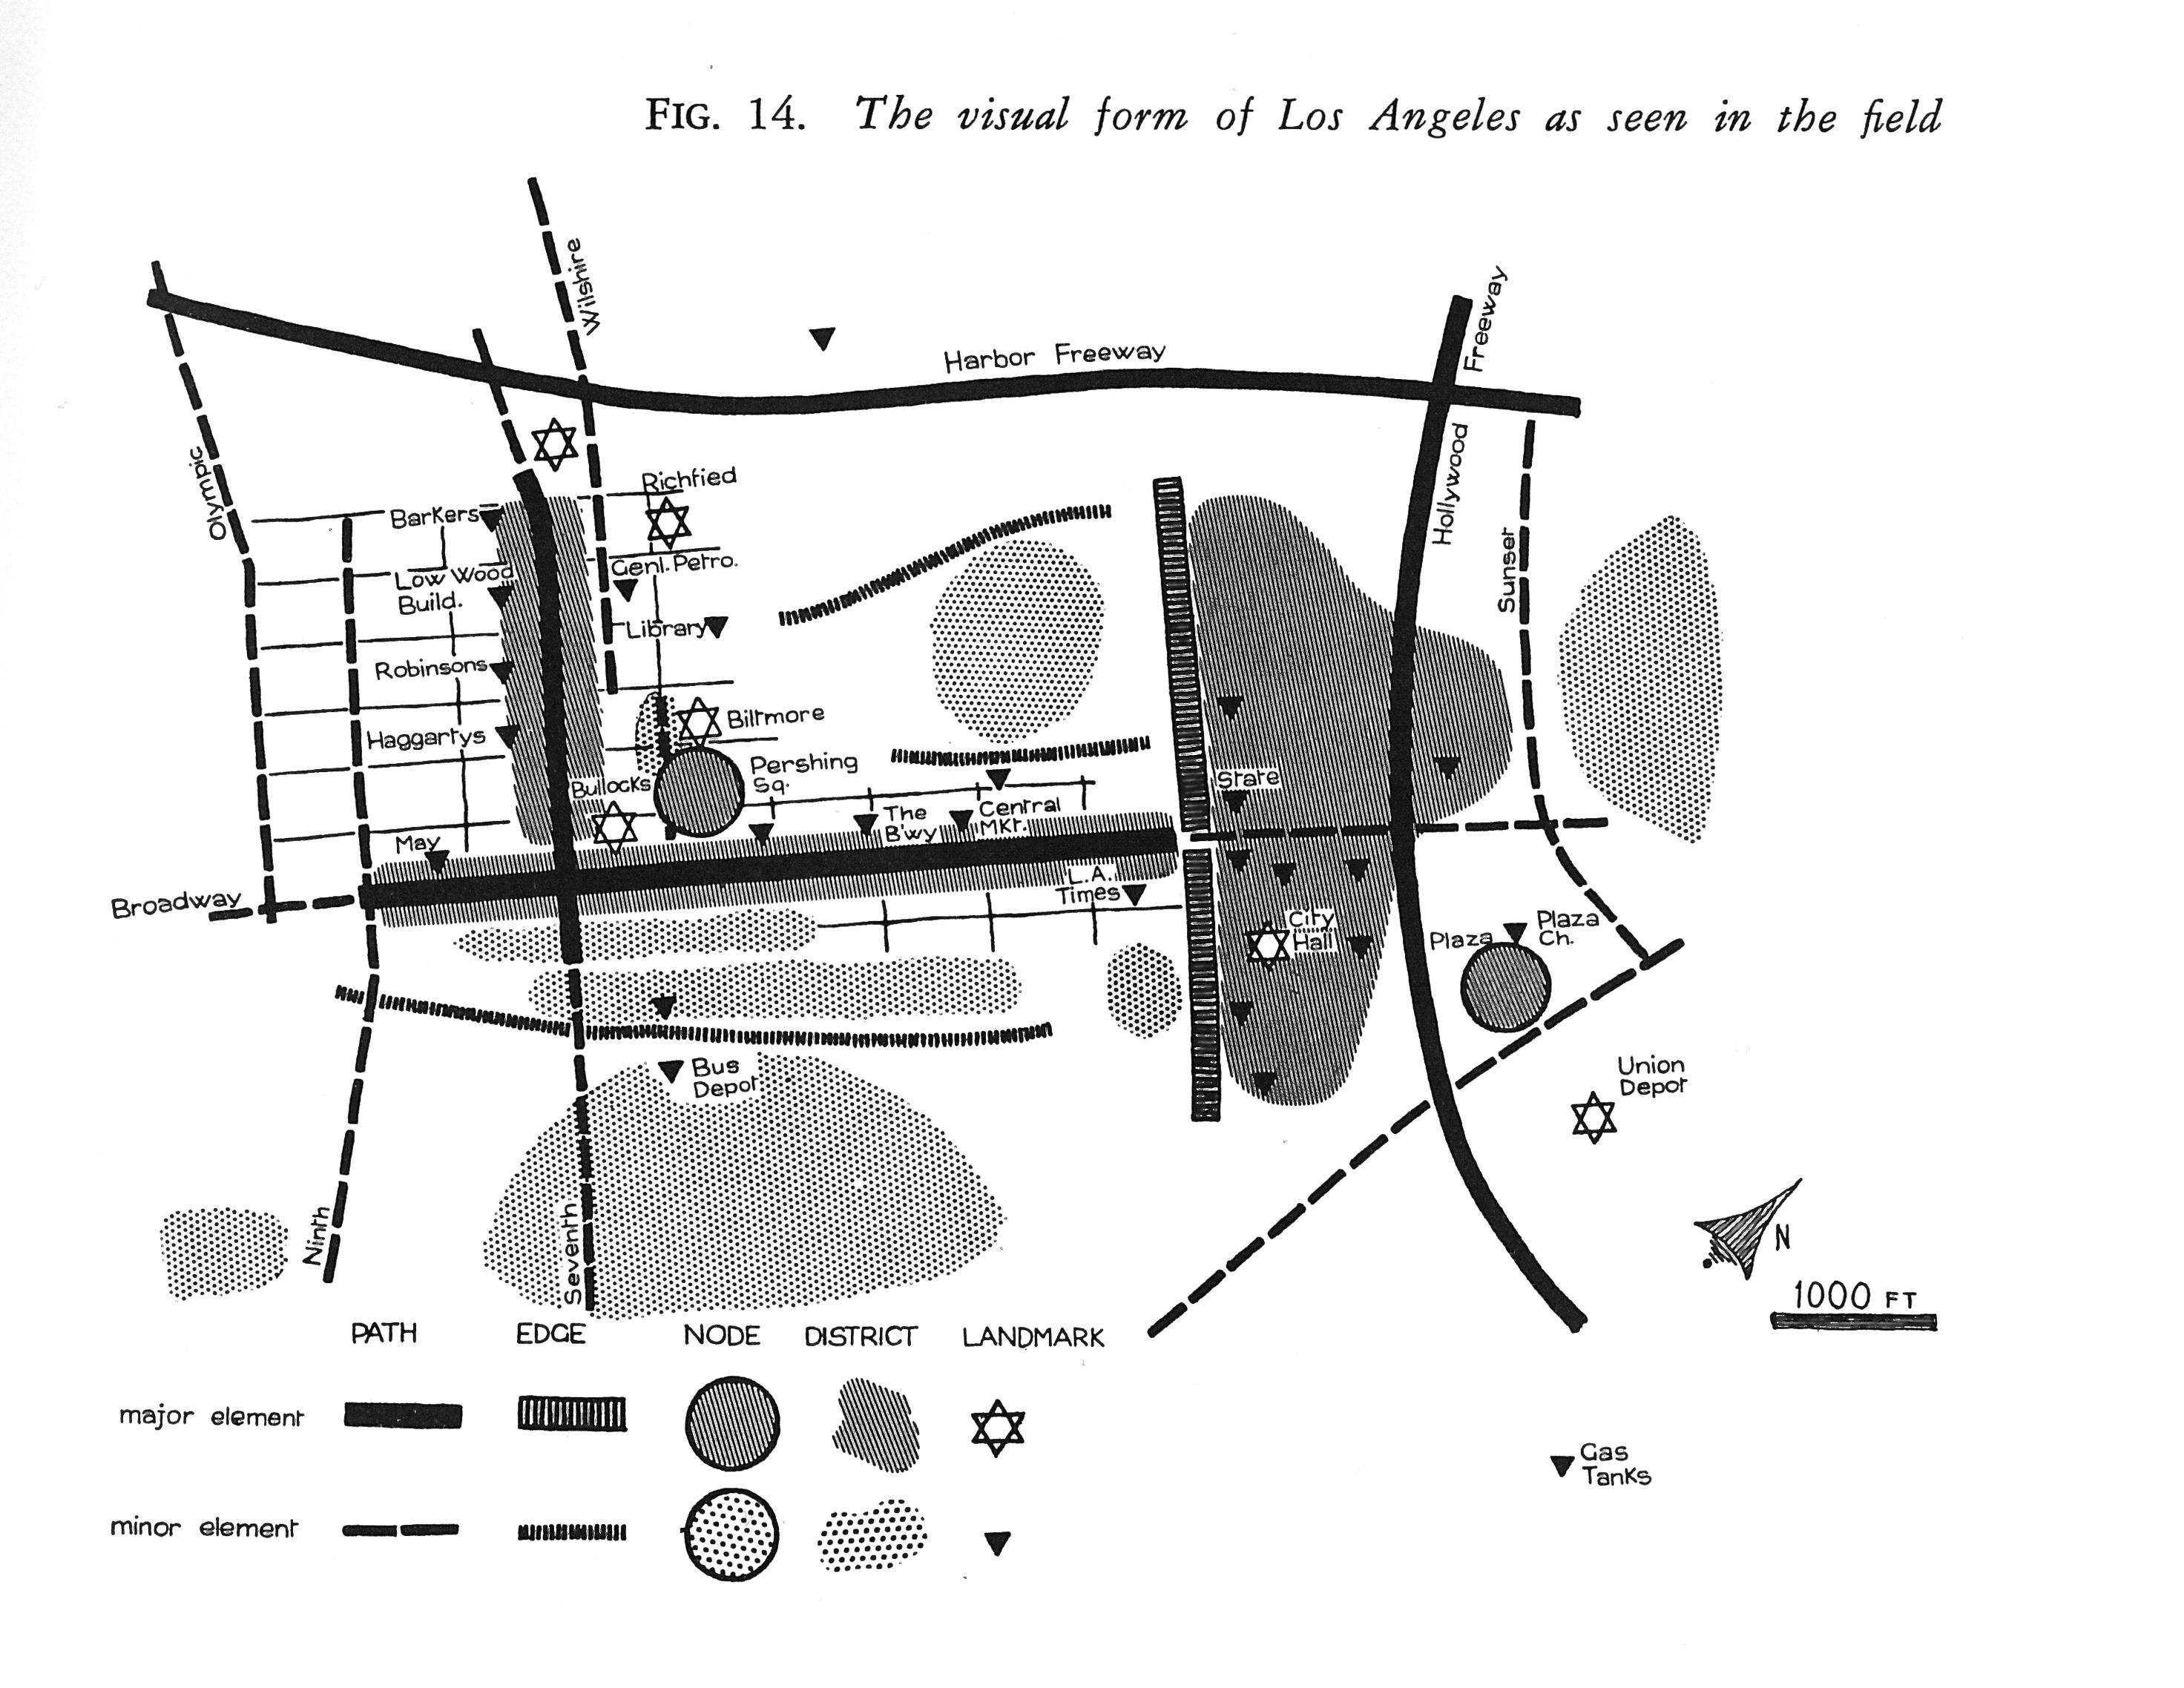 FIG. 14. The visual form of Los Angeles as seen in the field
Wilshire
Freeway
Harbor Freeway
Hollywood
Olympic
Richfied
Barkers
Sunset
Genl. Petro.
Low Wood
Build.
Library
Robinsons
Biltmore
Haggartys
Pershing
Sq.
Bullocks
State
The
B'wy
Central
Mkt.
May
L.A.
Times
Broadway
City
Hall
Plaza
Plaza
Ch.
Bus
Depot
Union
Depot
Ninth
Seventh
N
1000 FT
PATH EDGE NODE DISTRICT LANDMARK
major element
minor element
Gas
Tanks